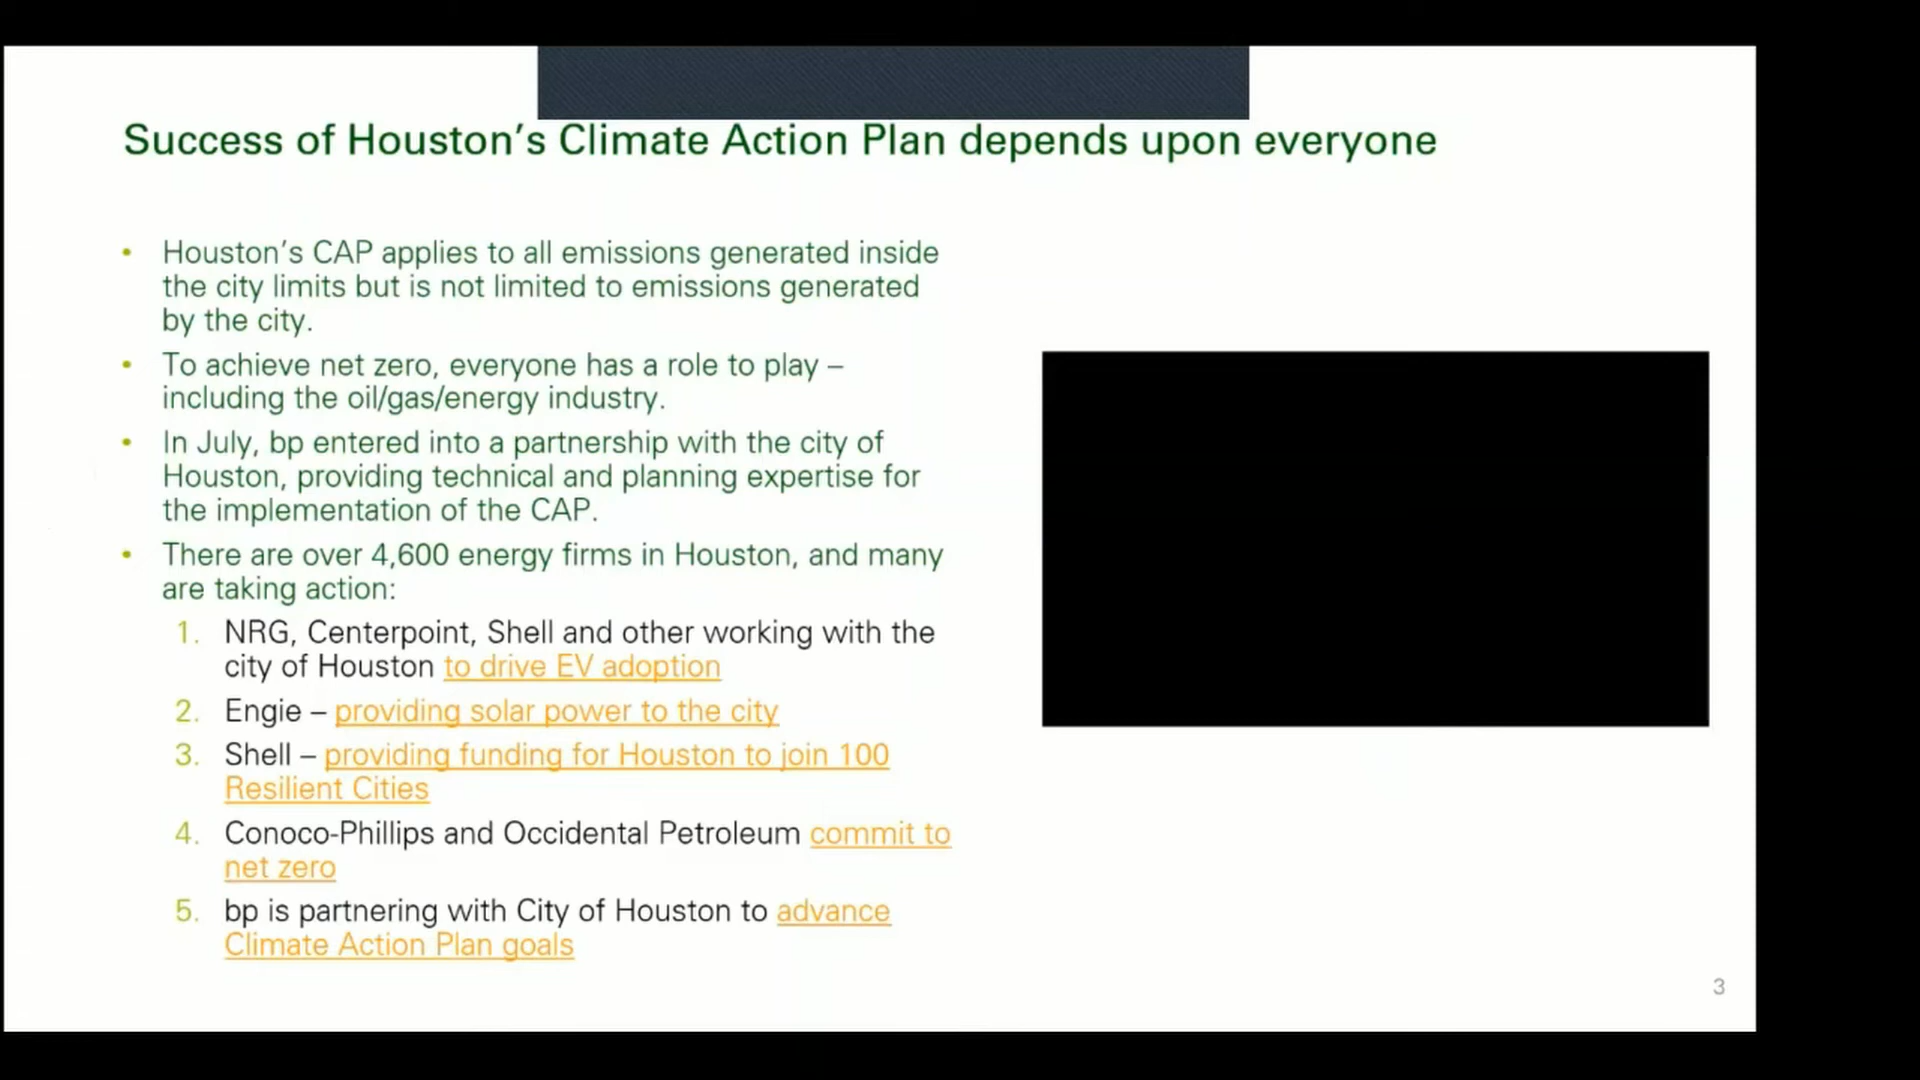 Success of Houston's Climate Action Plan depends upon everyone
• Houston's CAP applies to all emissions generated inside
the city limits but is not limited to emissions generated
by the city.
• To achieve net zero, everyone has a role to play –
including the oil/gas/energy industry.
• In July, bp entered into a partnership with the city of
Houston, providing technical and planning expertise for
the implementation of the CAP.
• There are over 4,600 energy firms in Houston, and many
are taking action:
1. NRG, Centerpoint, Shell and other working with the
city of Houston to drive EV adoption
2. Engie – providing solar power to the city
3. Shell – providing funding for Houston to join 100
Resilient Cities
4. Conoco-Phillips and Occidental Petroleum commit to
net zero
5. bp is partnering with City of Houston to advance
Climate Action Plan goals
3